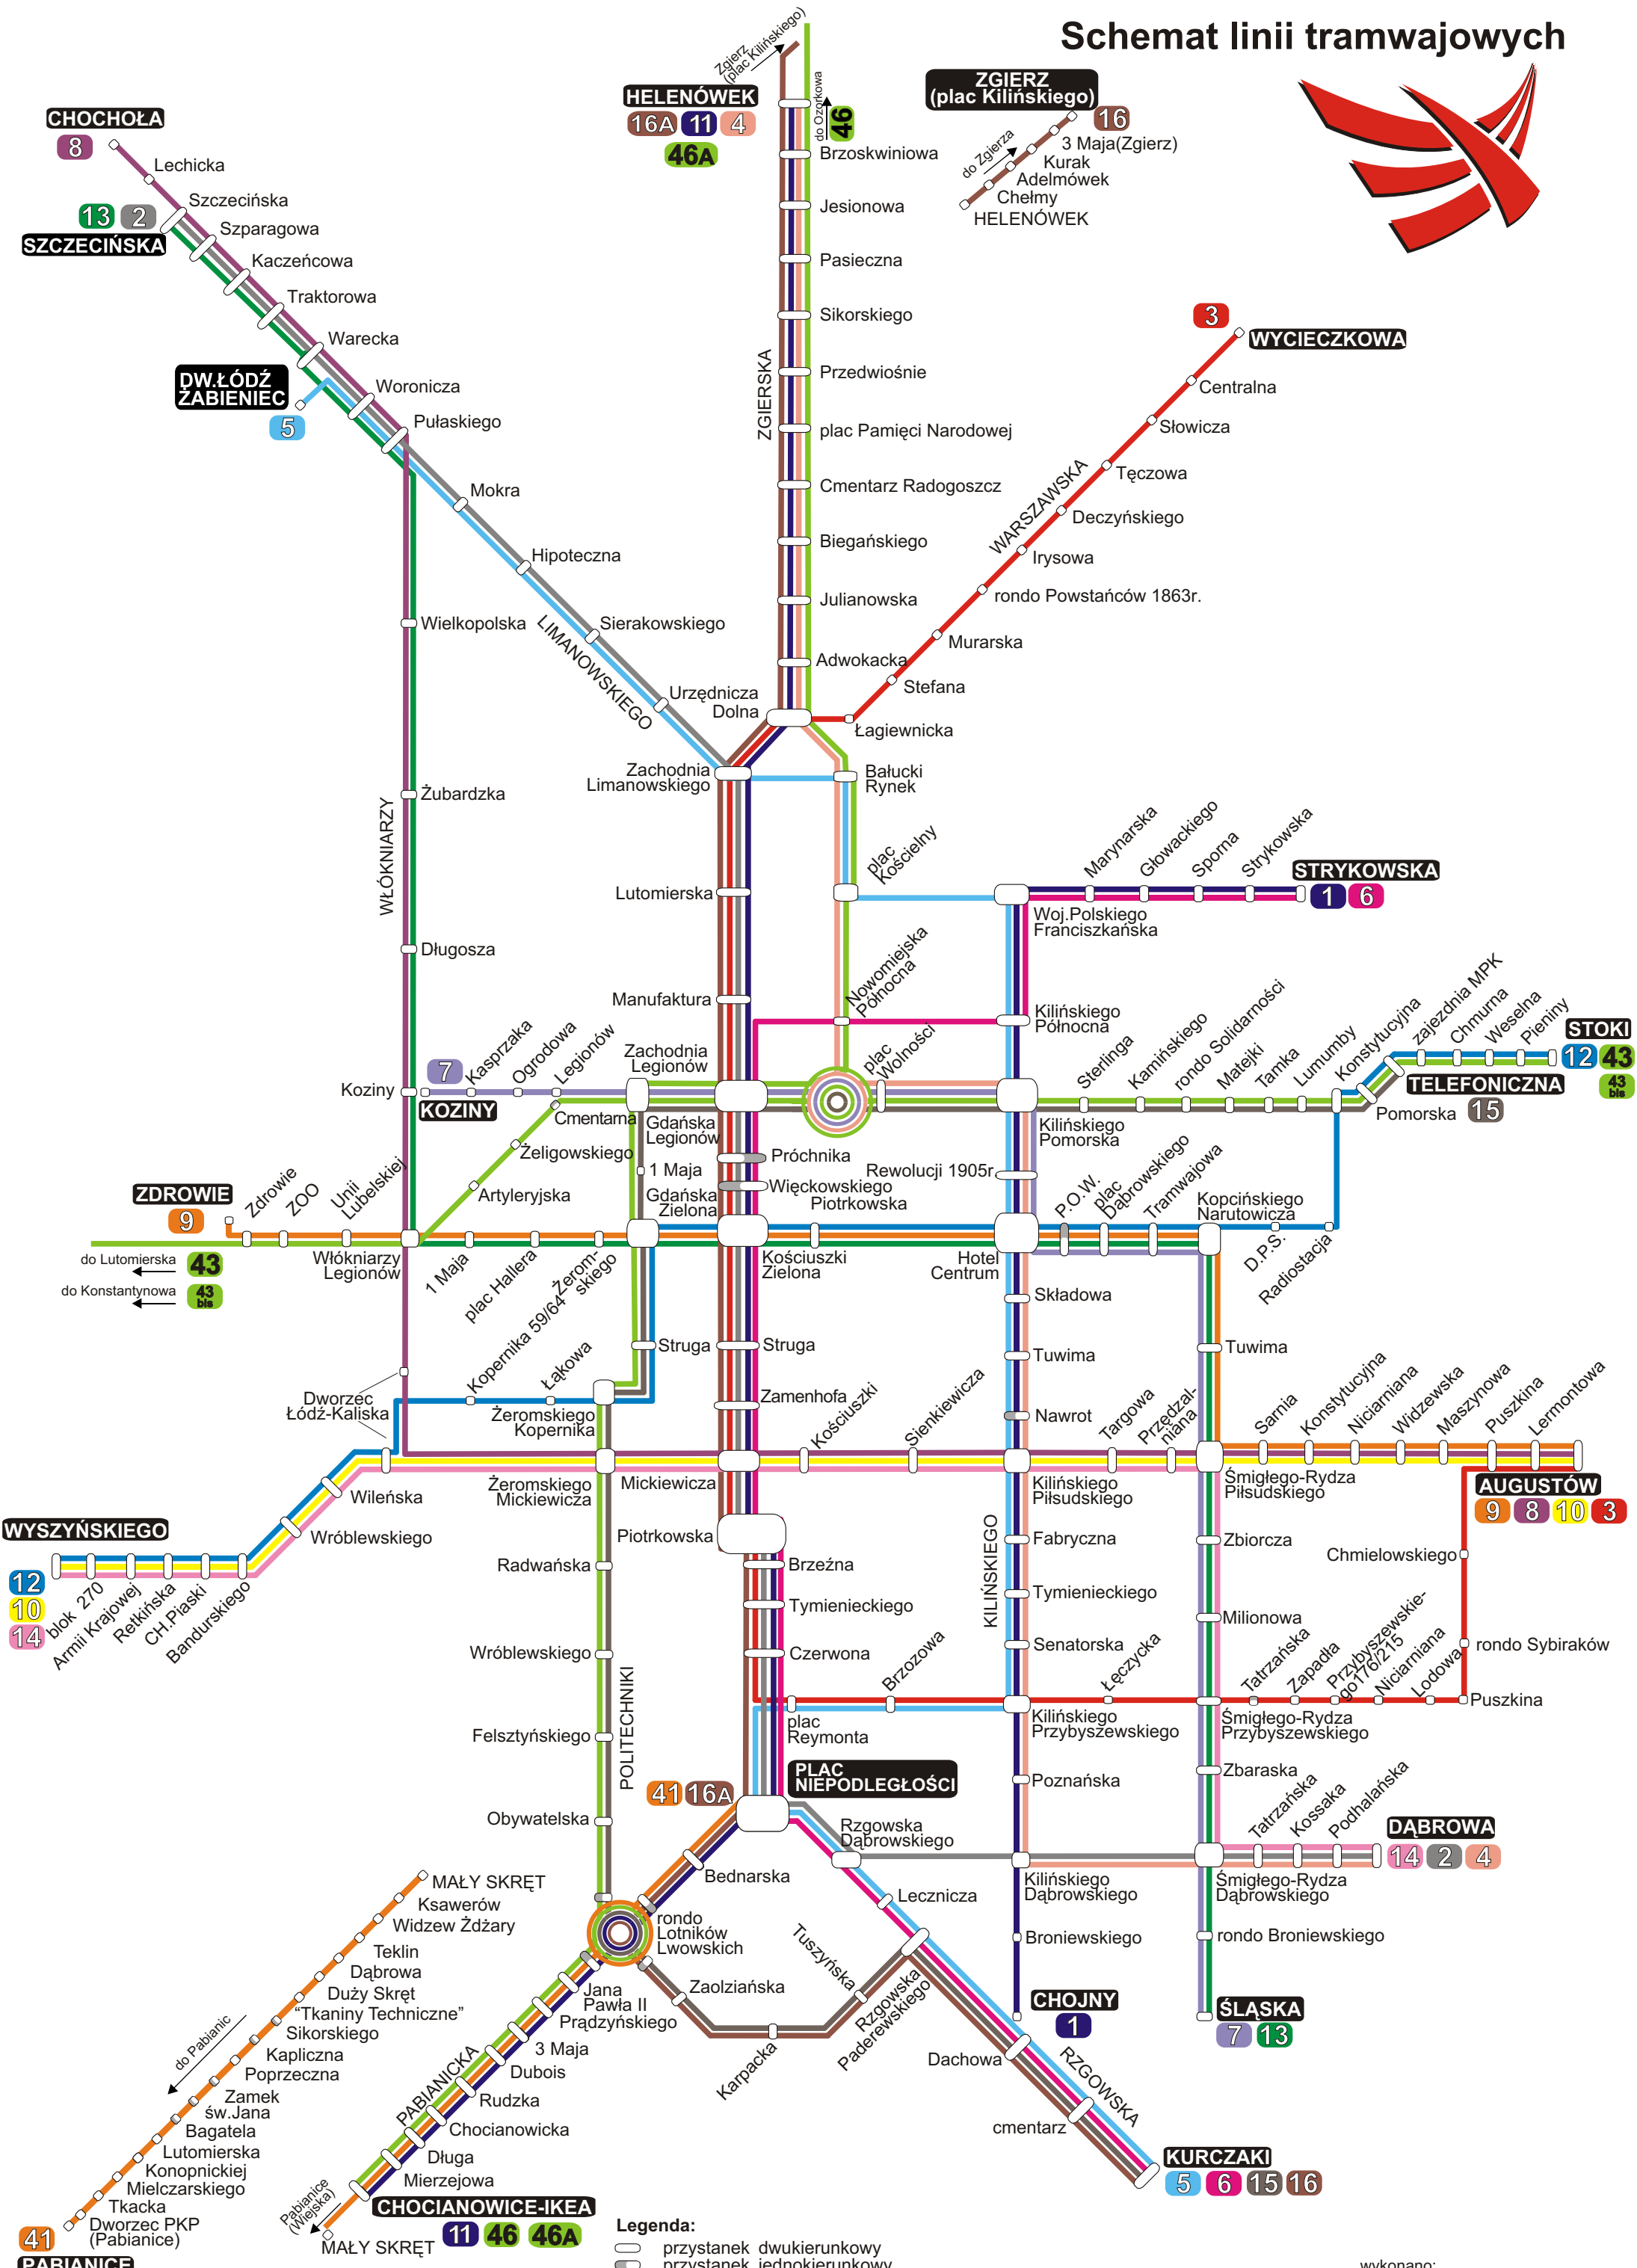 Schemat linii tramwajowych
Zgierz
(plac Kilińskiego)
do Ozorkowa
46
HELENÓWEK
16A 11 4
46A
ZGIERZ
(plac Kilińskiego)
16
do Zgierza
3 Maja(Zgierz)
Kurak
Adelmówek
Chełmy
HELENÓWEK
CHOCHOŁA
8
Lechicka
Szczecińska
13 2
SZCZECIŃSKA
Szparagowa
Kaczeńcowa
Traktorowa
Warecka
DW.ŁÓDŹ
ŻABIENIEC
5
Woronicza
Pułaskiego
Mokra
Hipoteczna
Sierakowskiego
LIMANOWSKIEGO
Urzędnicza
Dolna
Brzoskwiniowa
Jesionowa
Pasieczna
Sikorskiego
ZGIERSKA
Przedwiośnie
plac Pamięci Narodowej
Cmentarz Radogoszcz
Biegańskiego
Julianowska
Adwokacka
3
WYCIECZKOWA
Centralna
Słowicza
Tęczowa
WARSZAWSKA
Deczyńskiego
Irysowa
rondo Powstańców 1863r.
Murarska
Stefana
Łagiewnicka
Wielkopolska
Żubardzka
WŁÓKNIARZY
Długosza
Zachodnia
Limanowskiego
Bałucki
Rynek
Lutomierska
plac
Kościelny
Marynarska
Głowackiego
Sporna
Strykowska
STRYKOWSKA
1 6
Woj.Polskiego
Franciszkańska
Manufaktura
Nowomiejska
Północna
Kilińskiego
Północna
Zachodnia
Legionów
plac
Wolności
Koziny
7
KOZINY
Kasprzaka
Ogrodowa
Legionów
Cmentarna
Żeligowskiego
Artyleryjska
Gdańska
Legionów
1 Maja
Gdańska
Zielona
Sterlinga
Kamińskiego
rondo Solidarności
Matejki
Tamka
Lumumby
Konstytucyjna
zajezdnia MPK
Chmurna
Weselna
Pieniny
STOKI
12 43
43
bis
TELEFONICZNA
Pomorska
15
Kilińskiego
Pomorska
Próchnika
Więckowskiego
Piotrkowska
Rewolucji 1905r
P.O.W.
plac
Dąbrowskiego
Tramwajowa
Kopcińskiego
Narutowicza
D.P.S.
Radiostacja
ZDROWIE
9
Zdrowie
ZOO
Unii
Lubelskiej
do Lutomierska
43
do Konstantynowa
43
bis
Włókniarzy
Legionów
1 Maja
plac Hallera
Żerom-
skiego
Kościuszki
Zielona
Hotel
Centrum
Składowa
Tuwima
Nawrot
Tuwima
Struga
Struga
Zamenhofa
Kopernika 59/64
Łąkowa
Dworzec
Łódź-Kaliska
Żeromskiego
Kopernika
Kościuszki
Sienkiewicza
Targowa
Przędzal-
niana
Sarnia
Konstytucyjna
Niciarniana
Widzewska
Maszynowa
Puszkina
Lermontowa
AUGUSTÓW
9 8 10 3
Wileńska
Wróblewskiego
Żeromskiego
Mickiewicza
Mickiewicza
Kilińskiego
Piłsudskiego
Śmigłego-Rydza
Piłsudskiego
WYSZYŃSKIEGO
12
10
14
blok 270
Armii Krajowej
Retkińska
CH.Piaski
Bandurskiego
Piotrkowska
Radwańska
Wróblewskiego
POLITECHNIKI
Felsztyńskiego
Obywatelska
Brzeźna
Tymienieckiego
Czerwona
KILIŃSKIEGO
Fabryczna
Tymienieckiego
Senatorska
Zbiorcza
Milionowa
Chmielowskiego
rondo Sybiraków
Puszkina
Brzozowa
Łęczycka
Tatrzańska
Zapadła
Przybyszewskie-
go176/215
Niciarniana
Lodowa
plac
Reymonta
Kilińskiego
Przybyszewskiego
Śmigłego-Rydza
Przybyszewskiego
Poznańska
Zbaraska
PLAC
NIEPODLEGŁOŚCI
41 16A
Rzgowska
Dąbrowskiego
Tatrzańska
Kossaka
Podhalańska
DĄBROWA
14 2 4
Kilińskiego
Dąbrowskiego
Śmigłego-Rydza
Dąbrowskiego
Bednarska
Lecznicza
Broniewskiego
rondo Broniewskiego
rondo
Lotników
Lwowskich
Zaolziańska
Karpacka
Tuszyńska
Rzgowska
Paderewskiego
CHOJNY
1
ŚLĄSKA
7 13
Dachowa
RZGOWSKA
cmentarz
KURCZAKI
5 6 15 16
MAŁY SKRĘT
Ksawerów
Widzew Żdżary
Teklin
Dąbrowa
Duży Skręt
“Tkaniny Techniczne”
Sikorskiego
Kapliczna
Poprzeczna
Zamek
św.Jana
Bagatela
Lutomierska
Konopnickiej
Mielczarskiego
Tkacka
Dworzec PKP
(Pabianice)
do Pabianic
41
PABIANICE
Jana
Pawła II
Prądzyńskiego
3 Maja
Dubois
Rudzka
Chocianowicka
Długa
Mierzejowa
PABIANICKA
Pabianice
(Wiejska)
CHOCIANOWICE-IKEA
11 46 46A
MAŁY SKRĘT
Legenda:
przystanek dwukierunkowy
przystanek jednokierunkowy
wykonano: